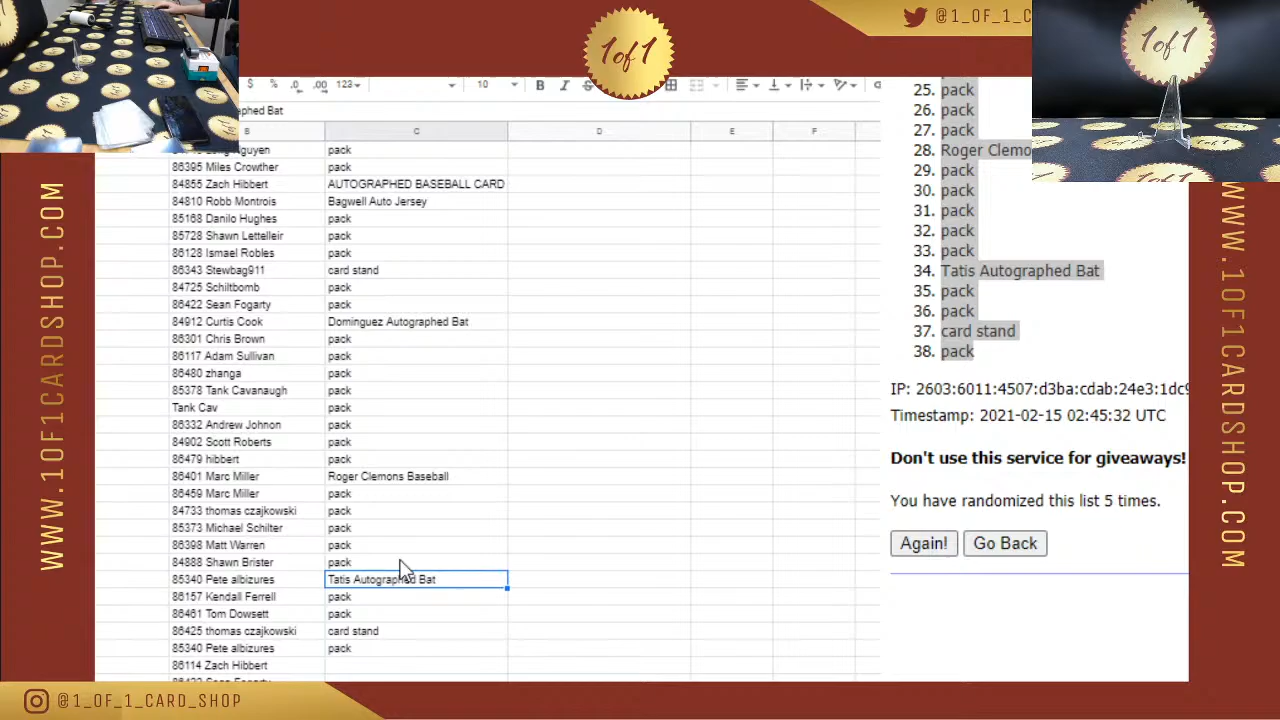 @1_OF_1_C
1of1
1of1
$ % .0 .00 123 10 B I S
aphed Bat
B C D E F
Nguyen pack
86395 Miles Crowther pack
84855 Zach Hibbert AUTOGRAPHED BASEBALL CARD
84810 Robb Montrois Bagwell Auto Jersey
85168 Danilo Hughes pack
85728 Shawn Lettelleir pack
86128 Ismael Robles pack
86343 Stewbag911 card stand
84725 Schiltbomb pack
86422 Sean Fogarty pack
84912 Curtis Cook Dominguez Autographed Bat
86301 Chris Brown pack
86117 Adam Sullivan pack
86480 zhanga pack
85378 Tank Cavanaugh pack
Tank Cav pack
86332 Andrew Johnon pack
84902 Scott Roberts pack
86479 hibbert pack
86401 Marc Miller Roger Clemons Baseball
86459 Marc Miller pack
84733 thomas czajkowski pack
85373 Michael Schilter pack
86398 Matt Warren pack
84888 Shawn Brister pack
85340 Pete albizures Tatis Autographed Bat
86157 Kendall Ferrell pack
86461 Tom Dowsett pack
86425 thomas czajkowski card stand
85340 Pete albizures pack
86114 Zach Hibbert
25. pack
26. pack
27. pack
28. Roger Clemo
29. pack
30. pack
31. pack
32. pack
33. pack
34. Tatis Autographed Bat
35. pack
36. pack
37. card stand
38. pack
IP: 2603:6011:4507:d3ba:cdab:24e3:1dc9
Timestamp: 2021-02-15 02:45:32 UTC
Don't use this service for giveaways!
You have randomized this list 5 times.
Again! Go Back
WWW.1OF1CARDSHOP.COM
WWW.1OF1CARDSHOP.COM
@1_OF_1_CARD_SHOP